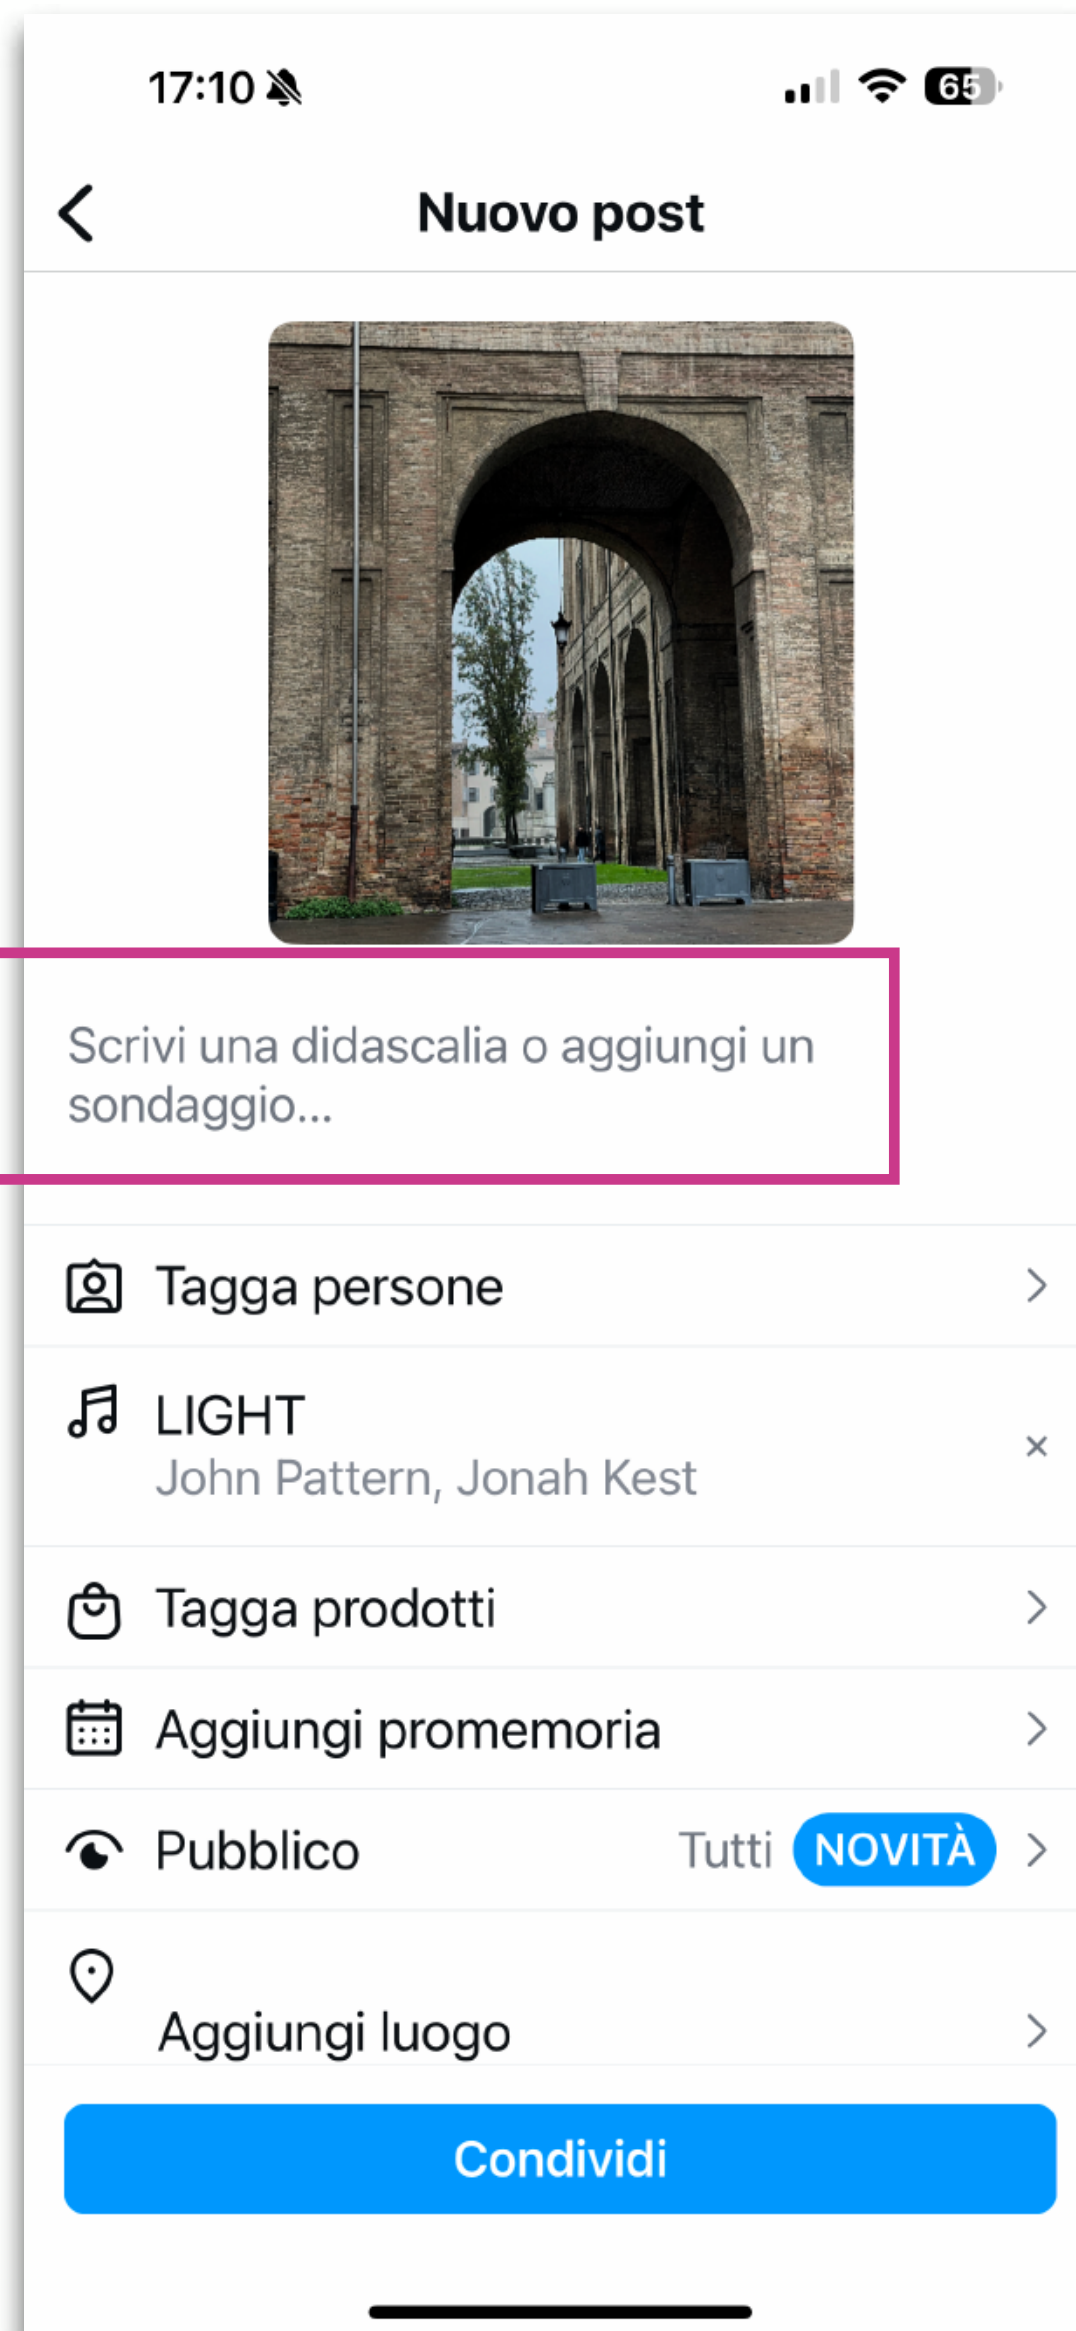 17:10
65
Nuovo post
Scrivi una didascalia o aggiungi un
sondaggio...
Tagga persone
LIGHT
John Pattern, Jonah Kest
Tagga prodotti
Aggiungi promemoria
Pubblico Tutti NOVITÀ
Aggiungi luogo
Condividi